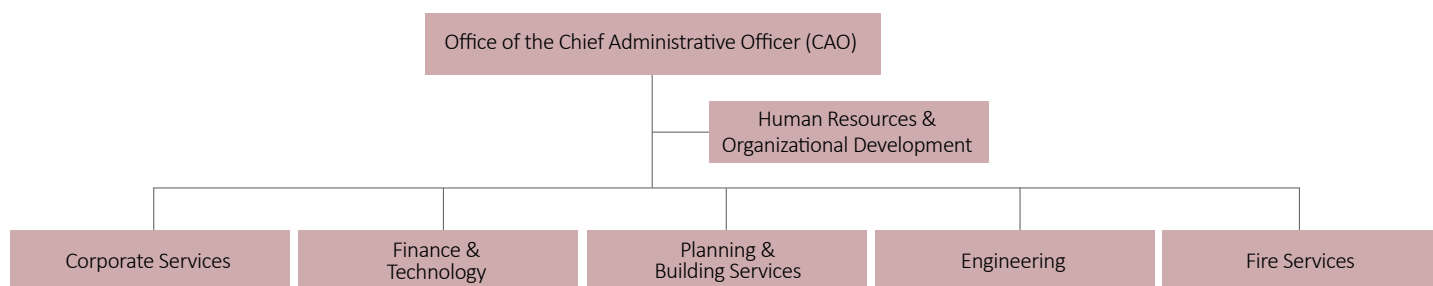 Office of the Chief Administrative Officer (CAO)
Human Resources &
Organizational Development
Corporate Services
Finance &
Technology
Planning &
Building Services
Engineering
Fire Services